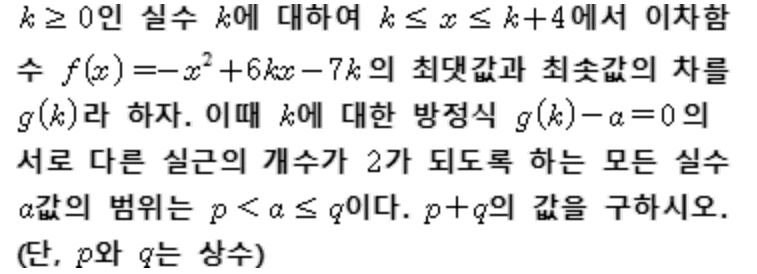 k ≥ 0인 실수 k에 대하여 k ≤ x ≤ k+4에서 이차함
수 f(x)=−x²+6kx−7k의 최댓값과 최솟값의 차를
g(k)라 하자. 이때 k에 대한 방정식 g(k)−a=0의
서로 다른 실근의 개수가 2가 되도록 하는 모든 실수
a값의 범위는 p < a ≤ q이다. p+q의 값을 구하시오.
(단, p와 q는 상수)